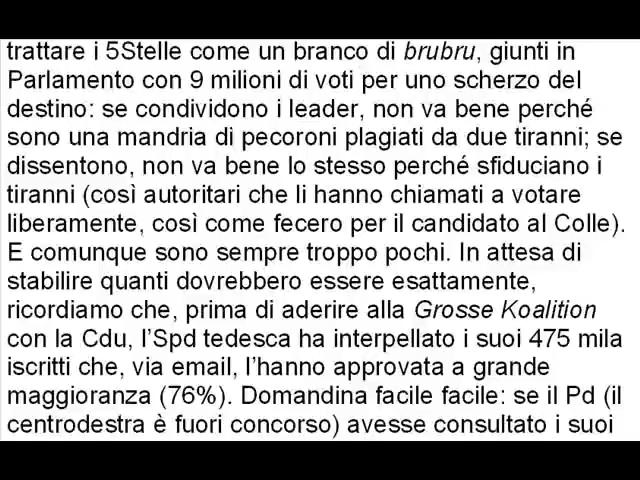 trattare i 5Stelle come un branco di brubru, giunti in
Parlamento con 9 milioni di voti per uno scherzo del
destino: se condividono i leader, non va bene perché
sono una mandria di pecoroni plagiati da due tiranni; se
dissentono, non va bene lo stesso perché sfiduciano i
tiranni (così autoritari che li hanno chiamati a votare
liberamente, così come fecero per il candidato al Colle).
E comunque sono sempre troppo pochi. In attesa di
stabilire quanti dovrebbero essere esattamente,
ricordiamo che, prima di aderire alla Grosse Koalition
con la Cdu, l’Spd tedesca ha interpellato i suoi 475 mila
iscritti che, via email, l’hanno approvata a grande
maggioranza (76%). Domandina facile facile: se il Pd (il
centrodestra è fuori concorso) avesse consultato i suoi